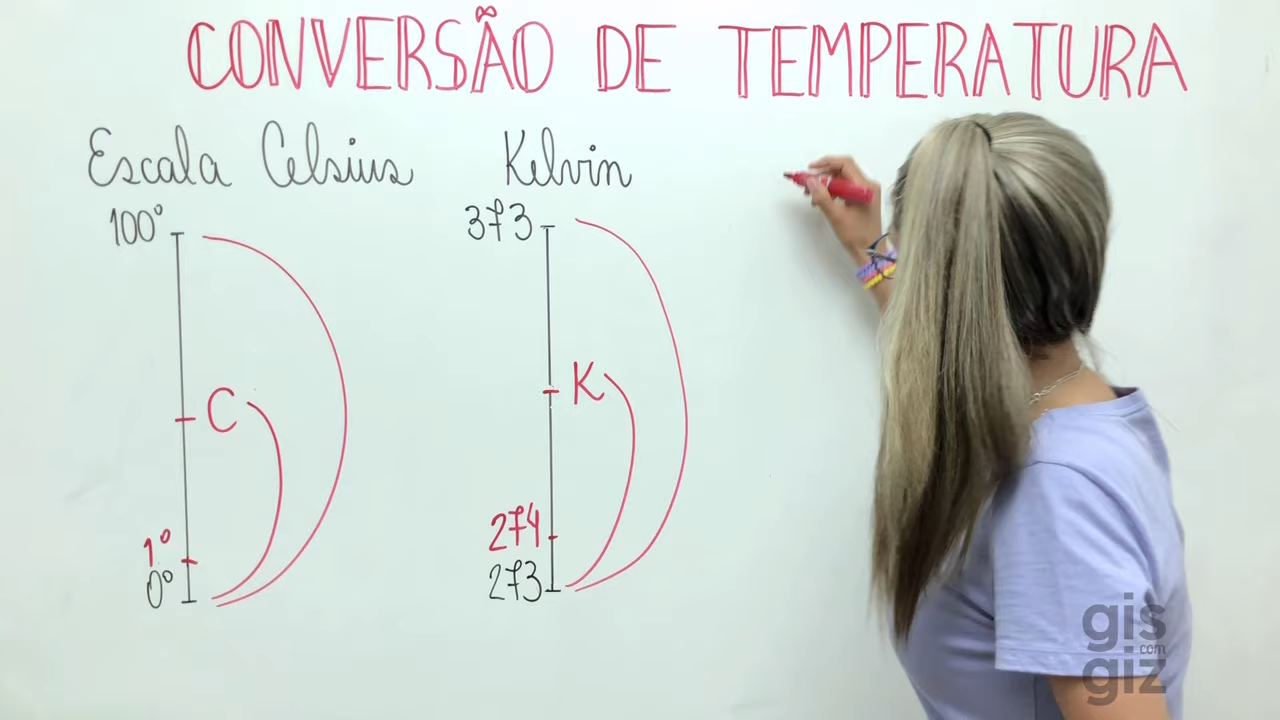 CONVERSÃO DE TEMPERATURA
Escala Celsius
100°
C
1°
0°
Kelvin
373
K
274
273
gis
com
giz